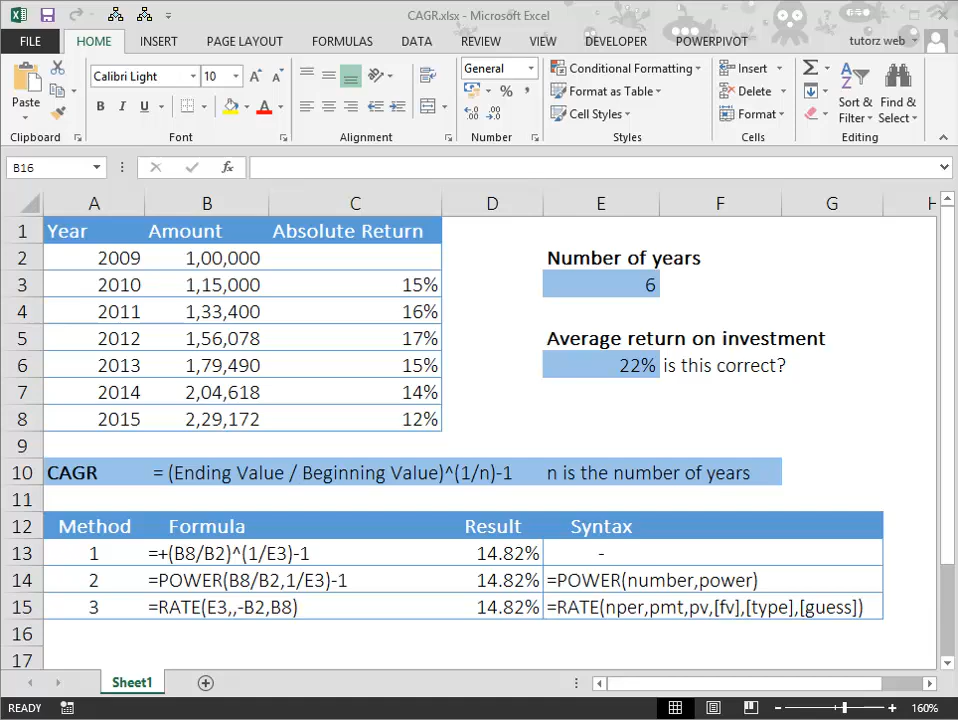 CAGR.xlsx - Microsoft Excel
FILE HOME INSERT PAGE LAYOUT FORMULAS DATA REVIEW VIEW DEVELOPER POWERPIVOT tutorz web
Paste
Calibri Light 10
B I U
General
Conditional Formatting
Format as Table
Cell Styles
Insert
Delete
Format
Sort & Filter
Find & Select
Clipboard Font Alignment Number Styles Cells Editing
B16 fx
A B C D E F G H
1 Year Amount Absolute Return
2 2009 1,00,000 Number of years
3 2010 1,15,000 15% 6
4 2011 1,33,400 16%
5 2012 1,56,078 17% Average return on investment
6 2013 1,79,490 15% 22% is this correct?
7 2014 2,04,618 14%
8 2015 2,29,172 12%
9
10 CAGR = (Ending Value / Beginning Value)^(1/n)-1 n is the number of years
11
12 Method Formula Result Syntax
13 1 =+(B8/B2)^(1/E3)-1 14.82% -
14 2 =POWER(B8/B2,1/E3)-1 14.82% =POWER(number,power)
15 3 =RATE(E3,,-B2,B8) 14.82% =RATE(nper,pmt,pv,[fv],[type],[guess])
16
17
Sheet1
READY 160%